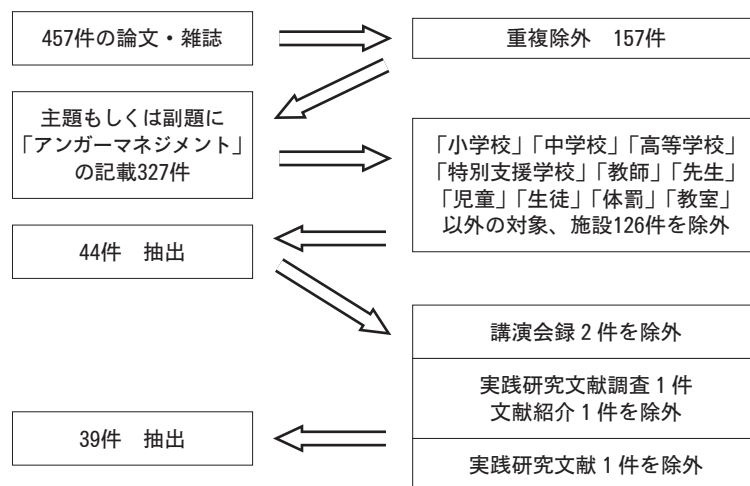 457件の論文・雑誌
重複除外　157件
主題もしくは副題に
「アンガーマネジメント」
の記載327件
「小学校」「中学校」「高等学校」
「特別支援学校」「教師」「先生」
「児童」「生徒」「体罰」「教室」
以外の対象、施設126件を除外
44件　抽出
講演会録２件を除外
実践研究文献調査１件
文献紹介１件を除外
39件　抽出
実践研究文献１件を除外